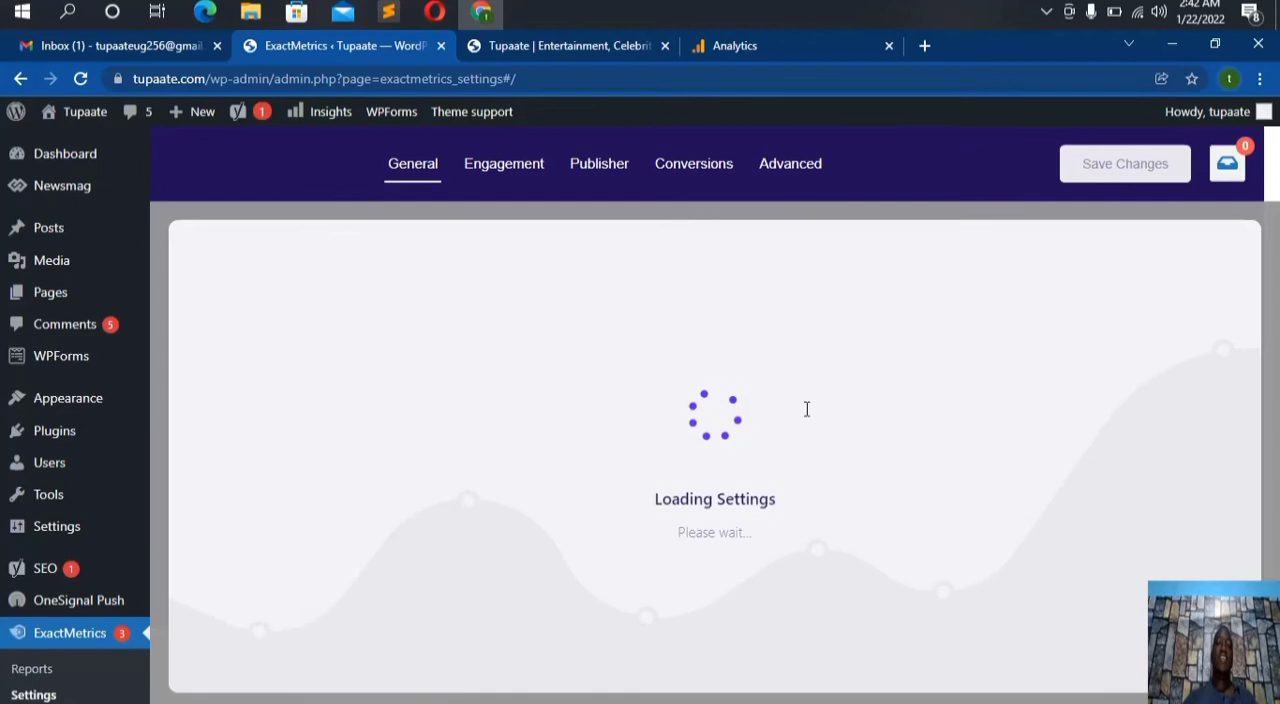 2:42 AM
1/22/2022
8
Inbox (1) - tupaateug256@gmai
ExactMetrics ‹ Tupaate — WordP
Tupaate | Entertainment, Celebrit
Analytics
tupaate.com/wp-admin/admin.php?page=exactmetrics_settings#/
t
Tupaate
5
New
1
Insights
WPForms
Theme support
Howdy, tupaate
Dashboard
General
Engagement
Publisher
Conversions
Advanced
Save Changes
0
Newsmag
Posts
Media
Pages
Comments 5
WPForms
Appearance
Plugins
Users
Tools
Settings
SEO 1
OneSignal Push
ExactMetrics 3
Reports
Settings
Loading Settings
Please wait...